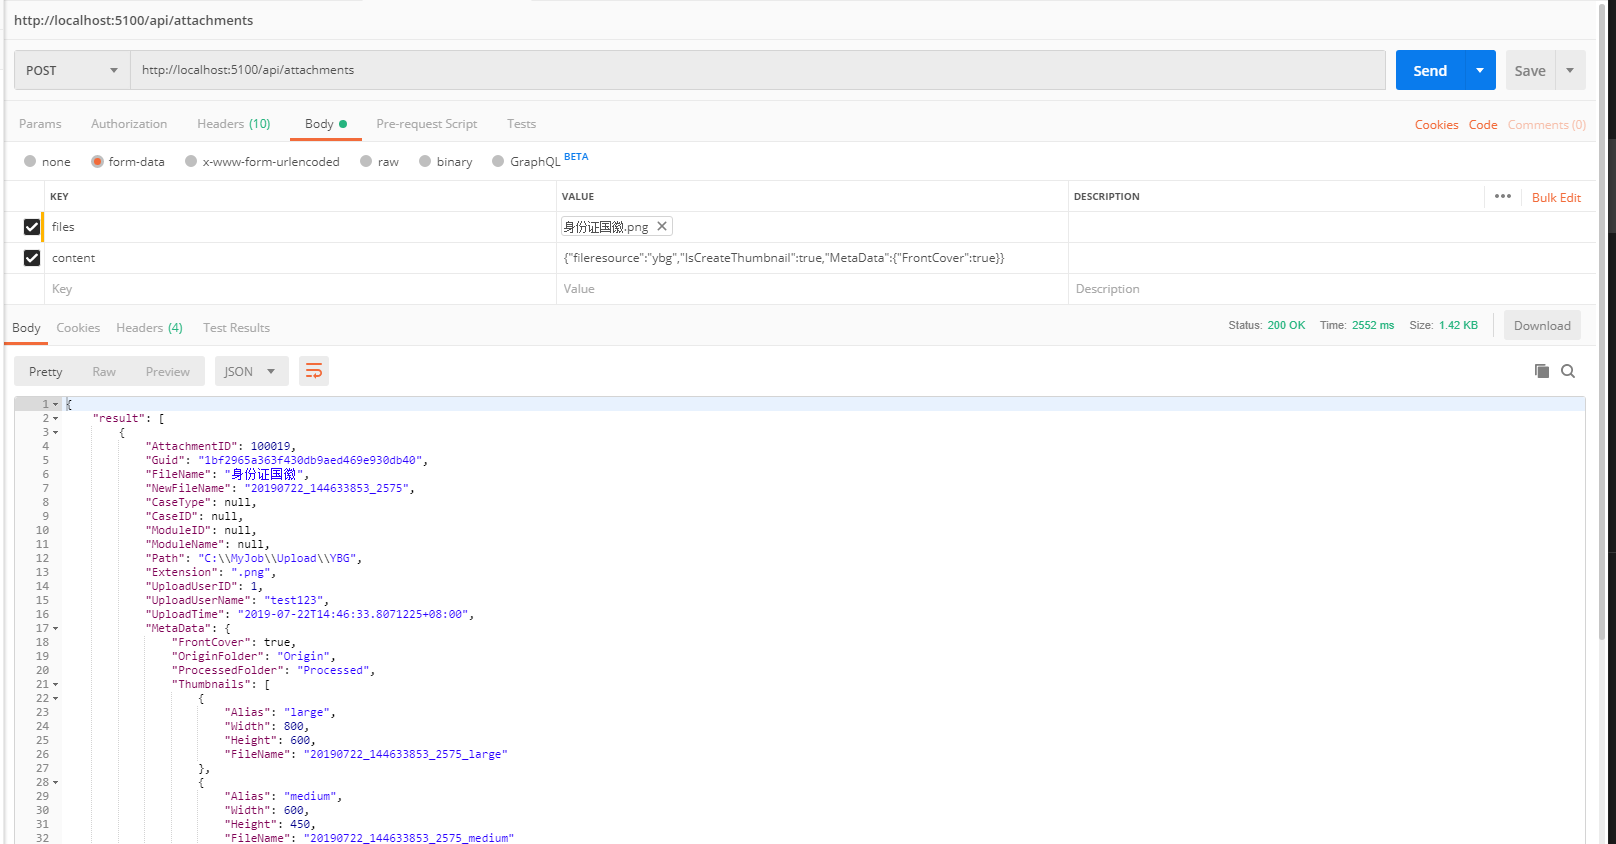 http://localhost:5100/api/attachments
POST http://localhost:5100/api/attachments Send Save
Params Authorization Headers (10) Body Pre-request Script Tests Cookies Code Comments (0)
none form-data x-www-form-urlencoded raw binary GraphQL BETA
KEY VALUE DESCRIPTION ••• Bulk Edit
files 身份证国徽.png ✕
content {"fileresource":"ybg","IsCreateThumbnail":true,"MetaData":{"FrontCover":true}}
Key Value Description
Body Cookies Headers (4) Test Results Status: 200 OK Time: 2552 ms Size: 1.42 KB Download
Pretty Raw Preview JSON
1 {
2 "result": [
3 {
4 "AttachmentID": 100019,
5 "Guid": "1bf2965a363f430db9aed469e930db40",
6 "FileName": "身份证国徽",
7 "NewFileName": "20190722_144633853_2575",
8 "CaseType": null,
9 "CaseID": null,
10 "ModuleID": null,
11 "ModuleName": null,
12 "Path": "C:\\MyJob\\Upload\\YBG",
13 "Extension": ".png",
14 "UploadUserID": 1,
15 "UploadUserName": "test123",
16 "UploadTime": "2019-07-22T14:46:33.8071225+08:00",
17 "MetaData": {
18 "FrontCover": true,
19 "OriginFolder": "Origin",
20 "ProcessedFolder": "Processed",
21 "Thumbnails": [
22 {
23 "Alias": "large",
24 "Width": 800,
25 "Height": 600,
26 "FileName": "20190722_144633853_2575_large"
27 },
28 {
29 "Alias": "medium",
30 "Width": 600,
31 "Height": 450,
32 "FileName": "20190722_144633853_2575_medium"